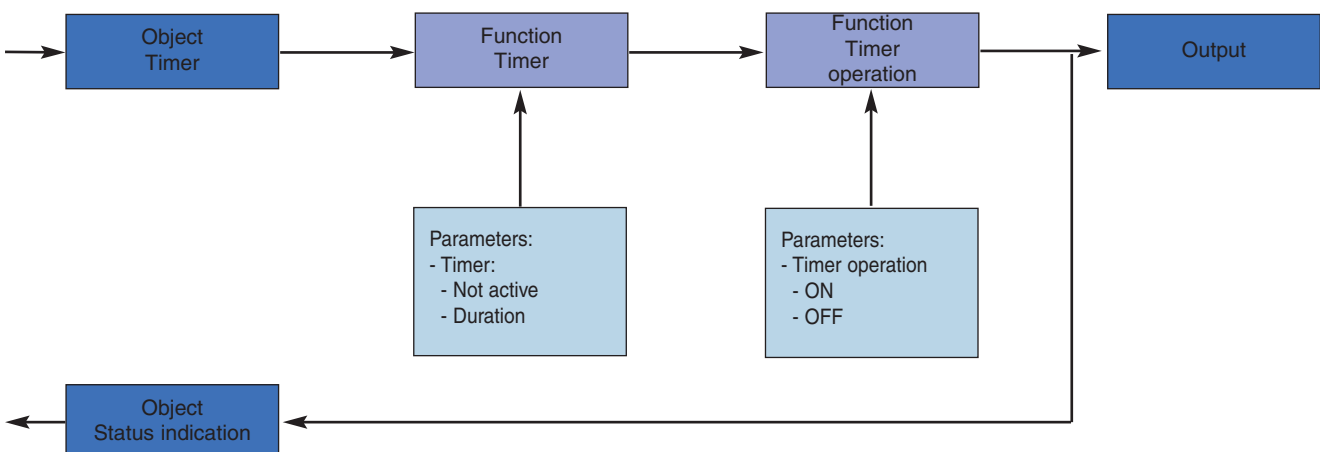 Object
Timer
Function
Timer
Function
Timer
operation
Output
Parameters:
- Timer:
- Not active
- Duration
Parameters:
- Timer operation
- ON
- OFF
Object
Status indication